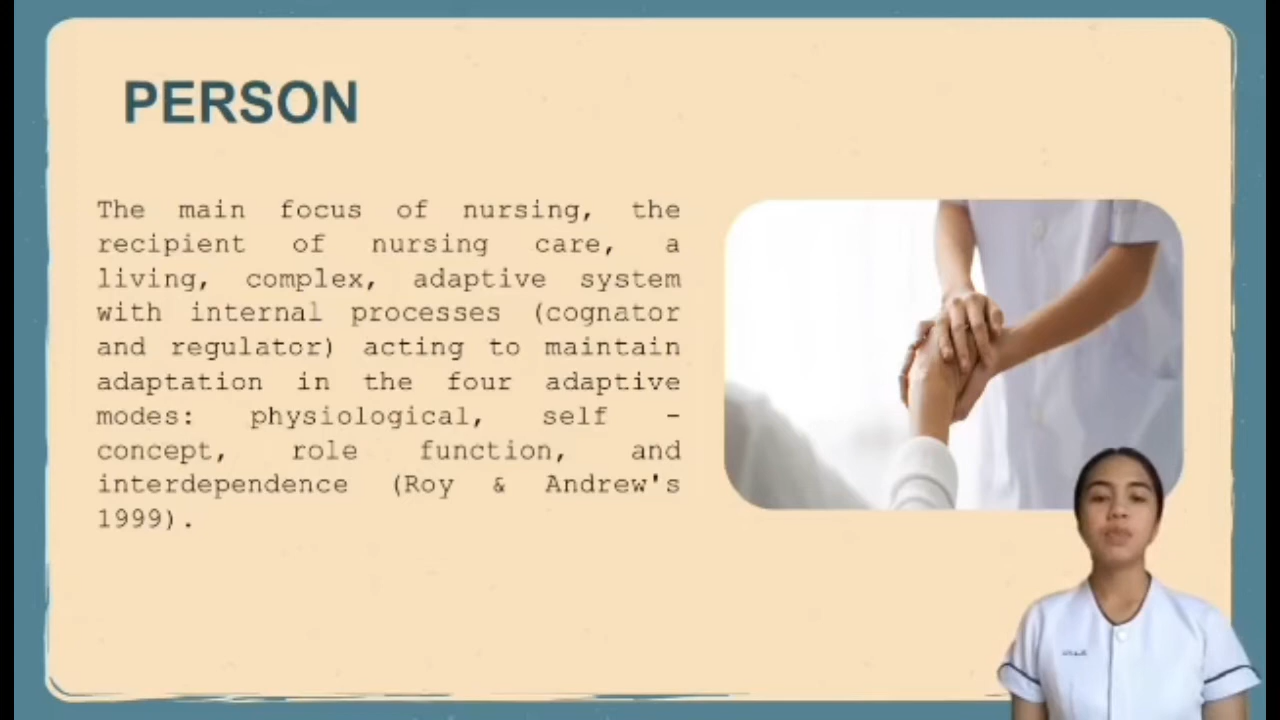 PERSON
The main focus of nursing, the
recipient of nursing care, a
living, complex, adaptive system
with internal processes (cognator
and regulator) acting to maintain
adaptation in the four adaptive
modes: physiological, self -
concept, role function, and
interdependence (Roy & Andrew's
1999).